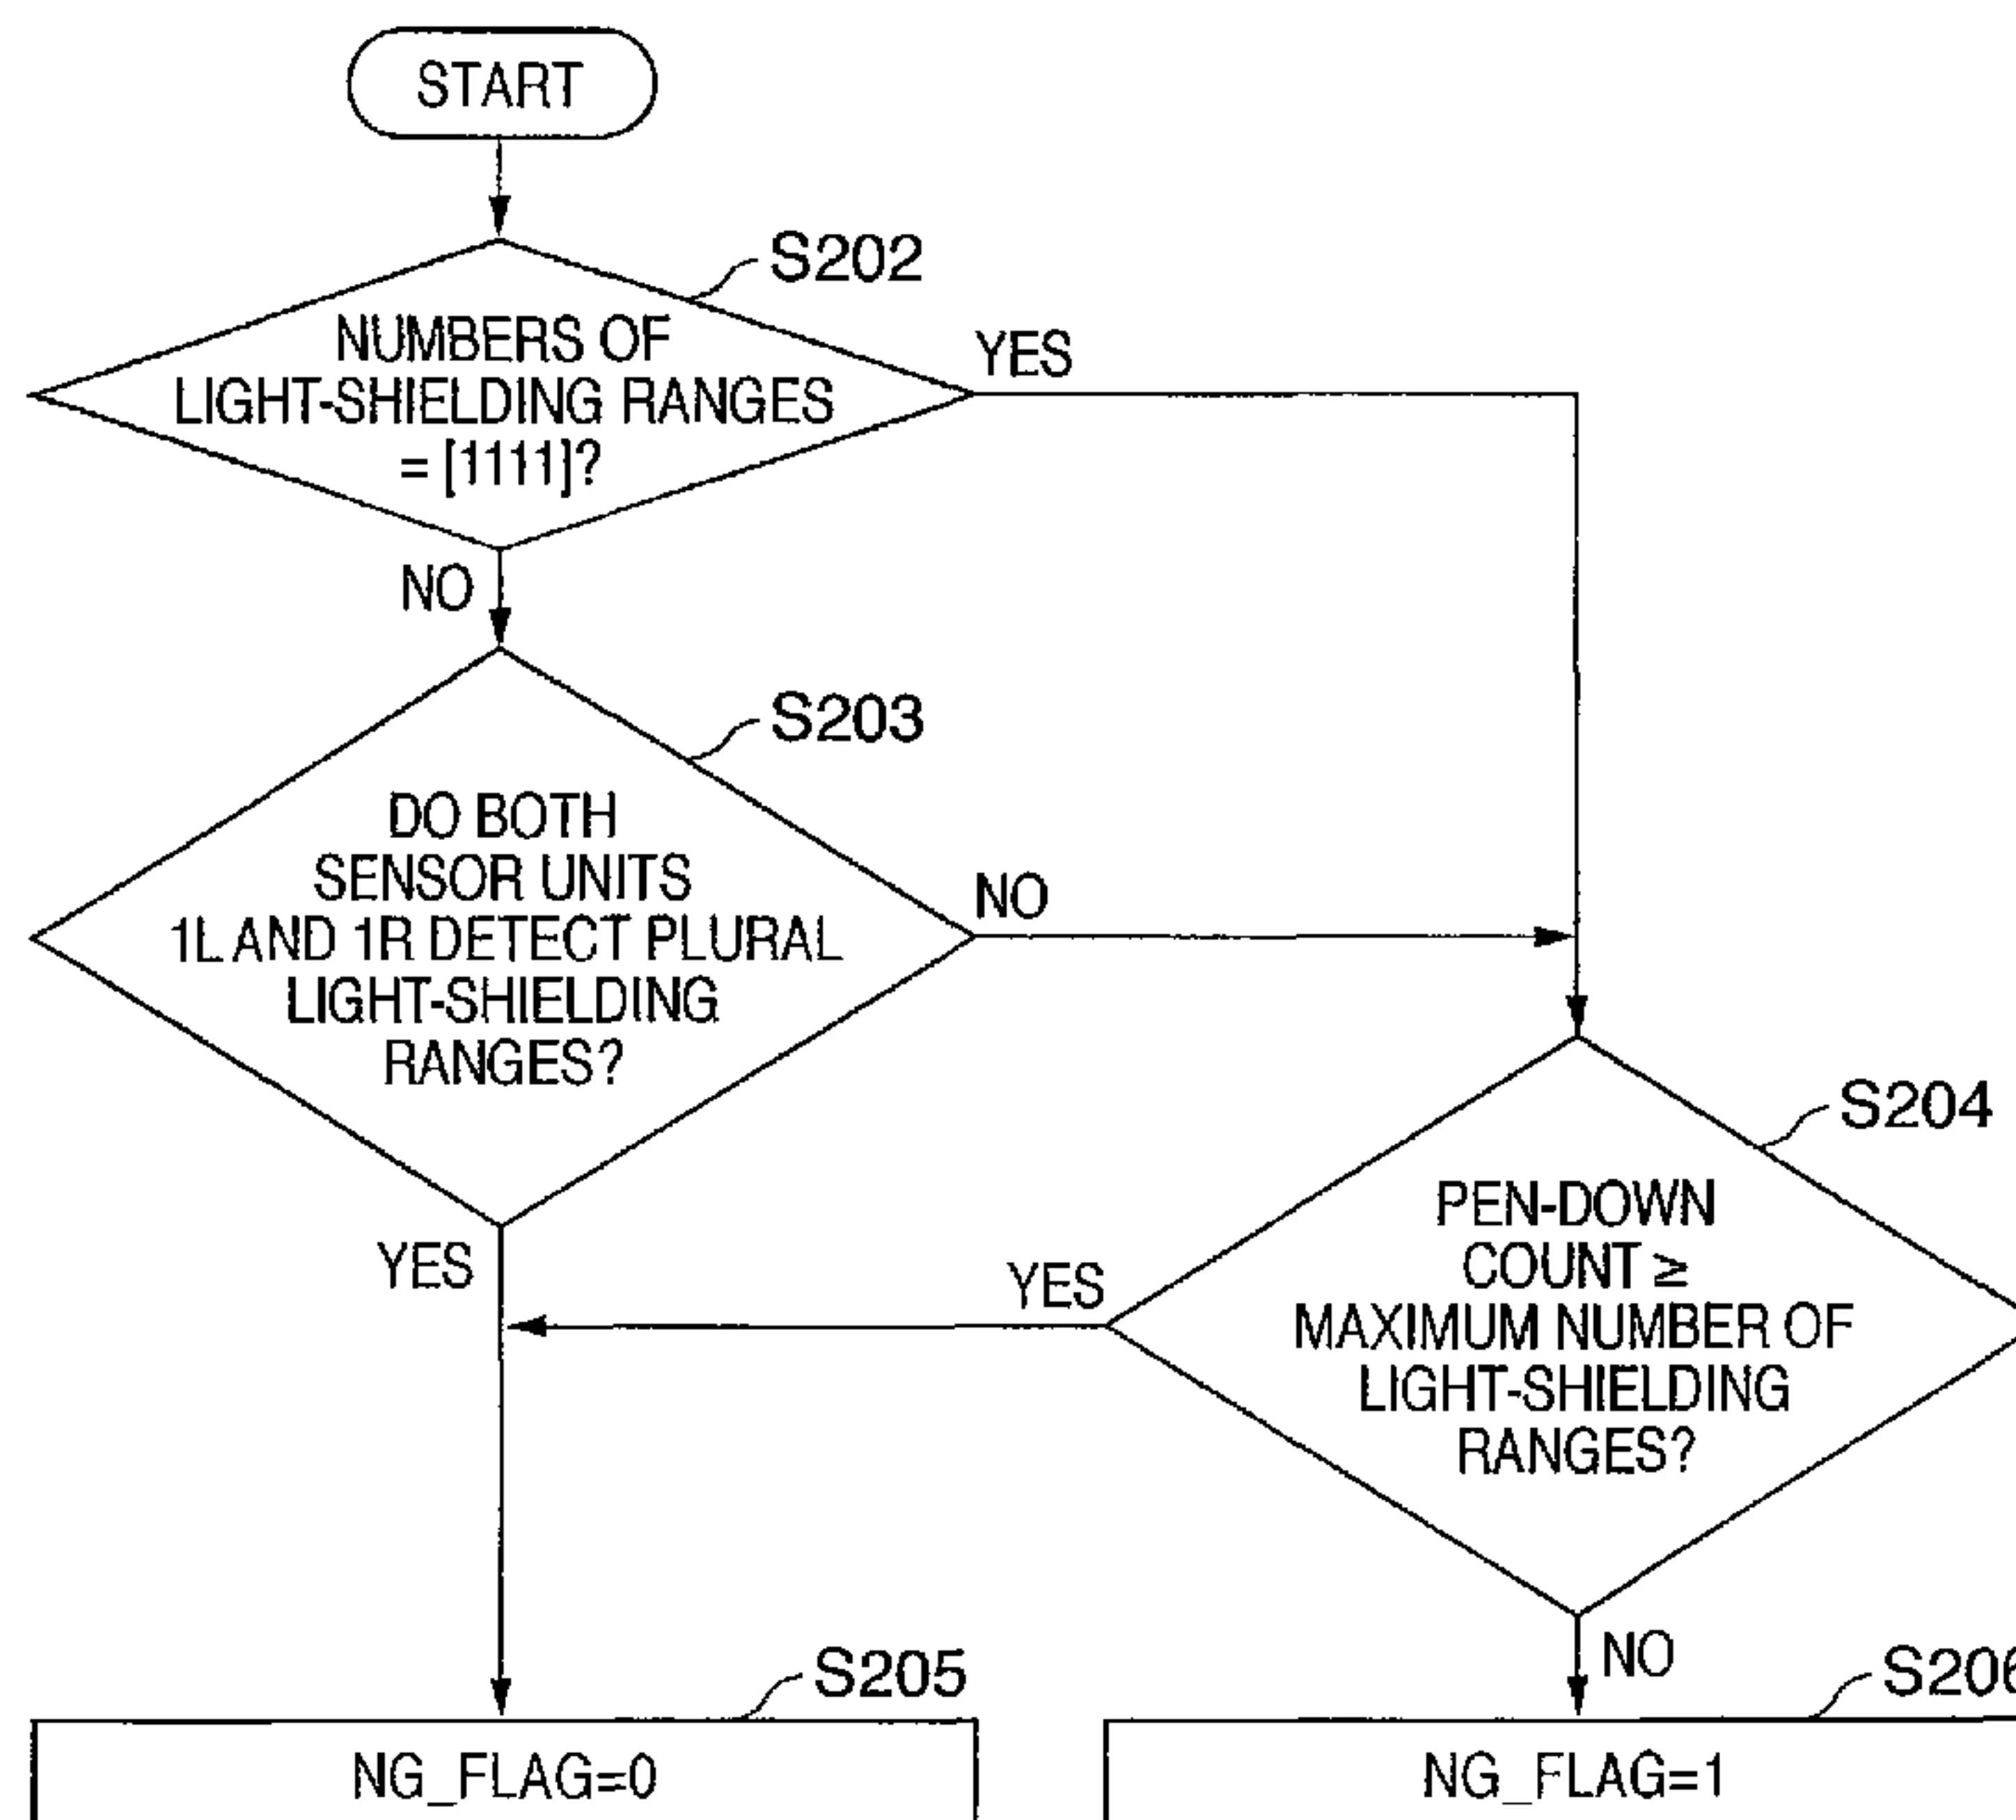 START
S202
NUMBERS OF
LIGHT-SHIELDING RANGES
= [1111]?
YES
NO
S203
DO BOTH
SENSOR UNITS
1L AND 1R DETECT PLURAL
LIGHT-SHIELDING
RANGES?
NO
YES
S204
PEN-DOWN
COUNT ≥
MAXIMUM NUMBER OF
LIGHT-SHIELDING
RANGES?
YES
NO
S205
NG_FLAG=0
S206
NG_FLAG=1